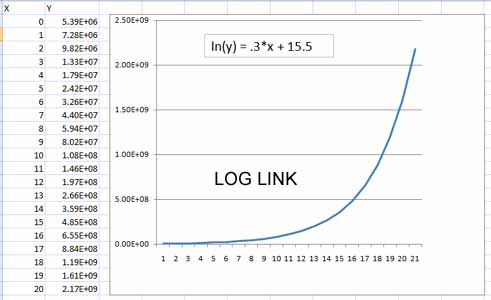 X Y
0 5.39E+06
1 7.28E+06
2 9.82E+06
3 1.33E+07
4 1.79E+07
5 2.42E+07
6 3.26E+07
7 4.40E+07
8 5.94E+07
9 8.02E+07
10 1.08E+08
11 1.46E+08
12 1.97E+08
13 2.66E+08
14 3.59E+08
15 4.85E+08
16 6.55E+08
17 8.84E+08
18 1.19E+09
19 1.61E+09
20 2.17E+09
2.50E+09
ln(y) = .3*x + 15.5
2.00E+09
1.50E+09
1.00E+09
LOG LINK
5.00E+08
0.00E+00
1 2 3 4 5 6 7 8 9 10 11 12 13 14 15 16 17 18 19 20 21